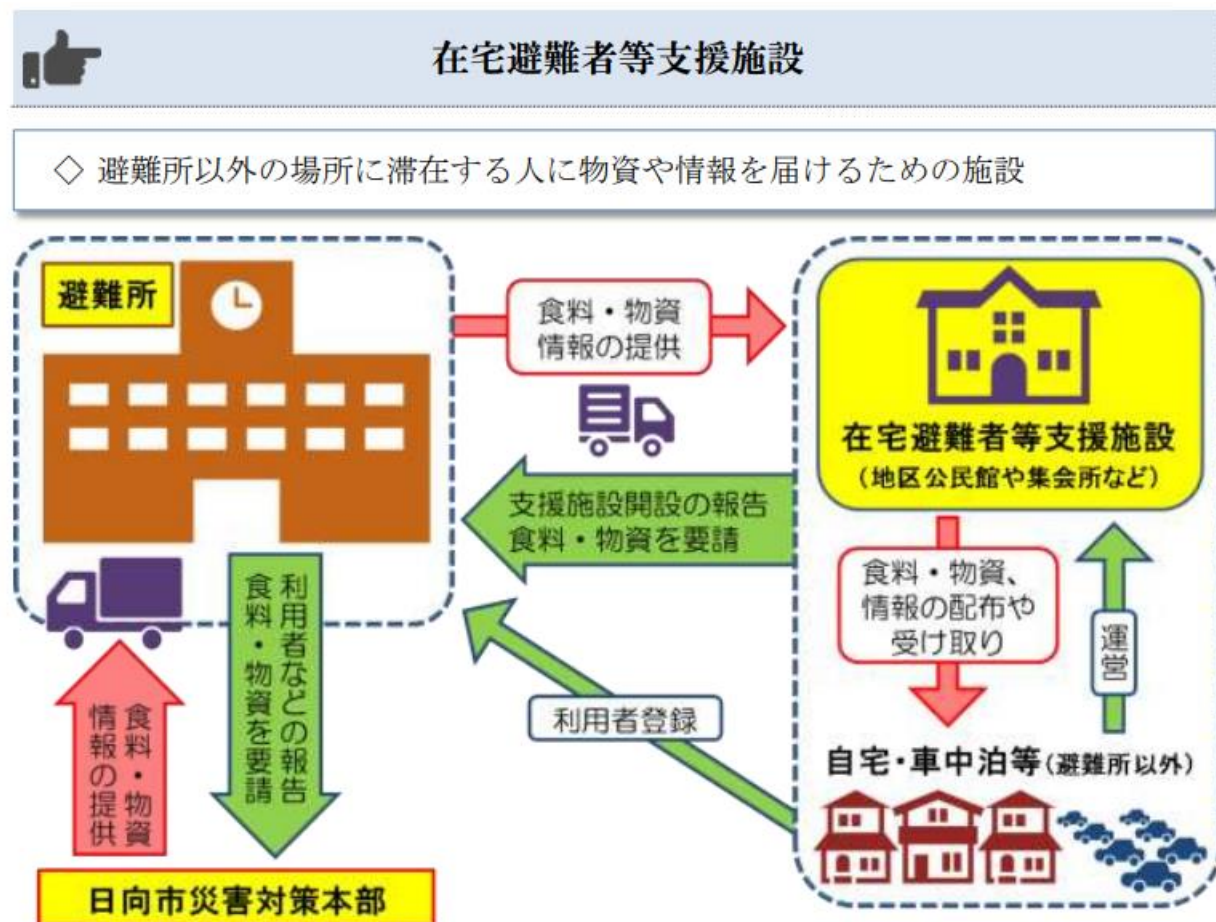 在宅避難者等支援施設
◇ 避難所以外の場所に滞在する人に物資や情報を届けるための施設
避難所
食料・物資
情報の提供
在宅避難者等支援施設
(地区公民館や集会所など)
支援施設開設の報告
食料・物資を要請
食料・物資、
情報の配布や
受け取り
運営
利用者などの報告
食料・物資を要請
利用者登録
食料・物資
情報の提供
自宅・車中泊等(避難所以外)
日向市災害対策本部